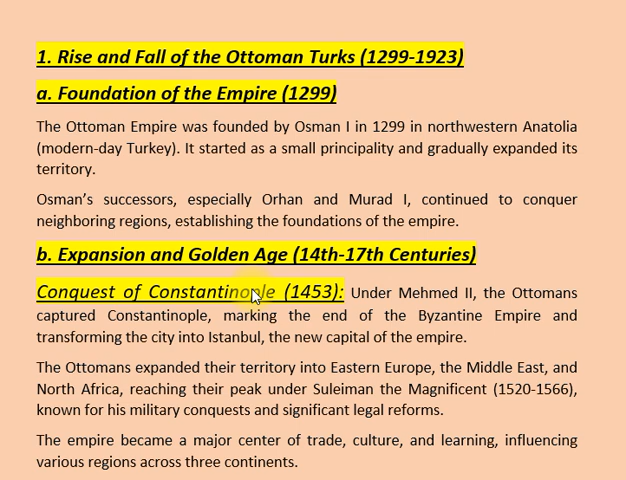 1. Rise and Fall of the Ottoman Turks (1299-1923)
a. Foundation of the Empire (1299)
The Ottoman Empire was founded by Osman I in 1299 in northwestern Anatolia
(modern-day Turkey). It started as a small principality and gradually expanded its
territory.
Osman's successors, especially Orhan and Murad I, continued to conquer
neighboring regions, establishing the foundations of the empire.
b. Expansion and Golden Age (14th-17th Centuries)
Conquest of Constantinople (1453): Under Mehmed II, the Ottomans
captured Constantinople, marking the end of the Byzantine Empire and
transforming the city into Istanbul, the new capital of the empire.
The Ottomans expanded their territory into Eastern Europe, the Middle East, and
North Africa, reaching their peak under Suleiman the Magnificent (1520-1566),
known for his military conquests and significant legal reforms.
The empire became a major center of trade, culture, and learning, influencing
various regions across three continents.